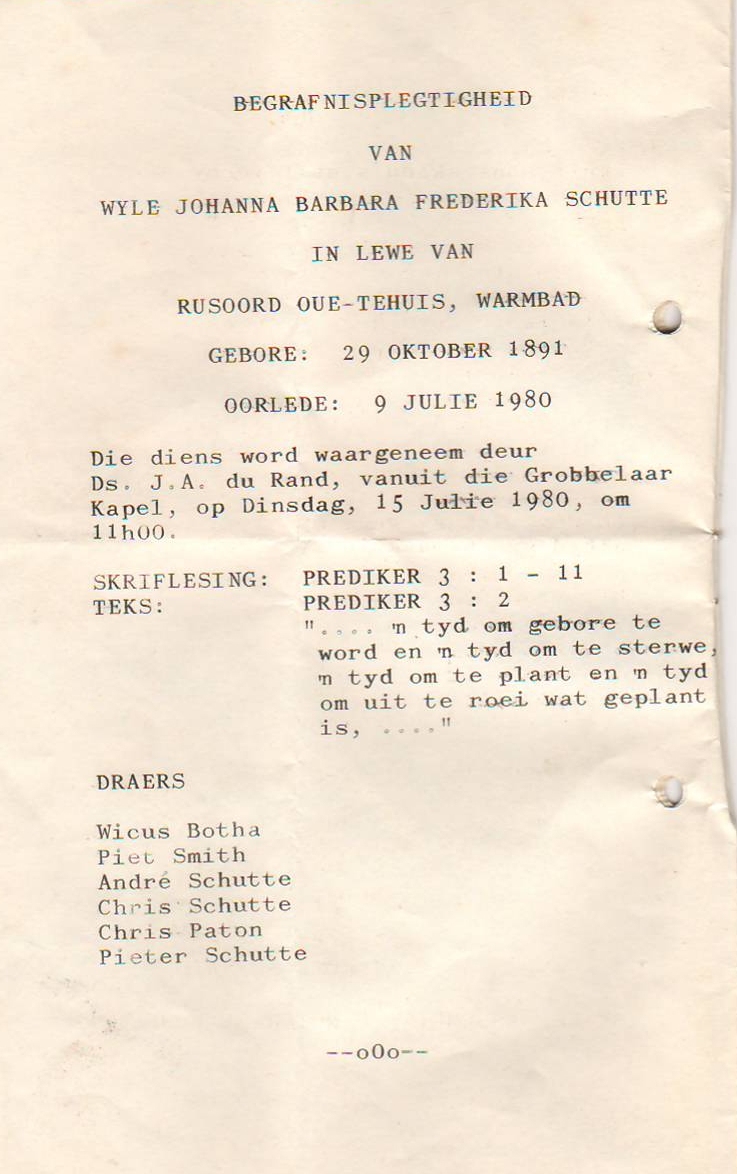 BEGRAFNISPLEGTIGHEID
VAN
WYLE JOHANNA BARBARA FREDERIKA SCHUTTE
IN LEWE VAN
RUSOORD OUE-TEHUIS, WARMBAD
GEBORE: 29 OKTOBER 1891
OORLEDE: 9 JULIE 1980
Die diens word waargeneem deur
Ds. J.A. du Rand, vanuit die Grobbelaar
Kapel, op Dinsdag, 15 Julie 1980, om
11h00.
SKRIFLESING: PREDIKER 3 : 1 - 11
TEKS: PREDIKER 3 : 2
".... 'n tyd om gebore te
word en 'n tyd om te sterwe,
'n tyd om te plant en 'n tyd
om uit te roei wat geplant
is, ...."
DRAERS
Wicus Botha
Piet Smith
André Schutte
Chris Schutte
Chris Paton
Pieter Schutte
--oOo--